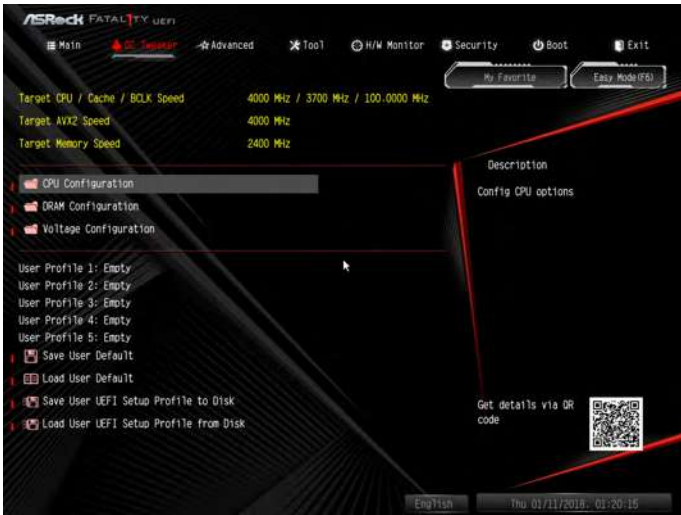 ASRock FATAL1TY UEFI
Main OC Tweaker Advanced Tool H/W Monitor Security Boot Exit
My Favorite Easy Mode(F6)
Target CPU / Cache / BCLK Speed 4000 MHz / 3700 MHz / 100.0000 MHz
Target AVX2 Speed 4000 MHz
Target Memory Speed 2400 MHz
Description
CPU Configuration
Config CPU options
DRAM Configuration
Voltage Configuration
User Profile 1: Empty
User Profile 2: Empty
User Profile 3: Empty
User Profile 4: Empty
User Profile 5: Empty
Save User Default
Load User Default
Save User UEFI Setup Profile to Disk
Load User UEFI Setup Profile from Disk
Get details via QR
code
English Thu 01/11/2018. 01:20:15